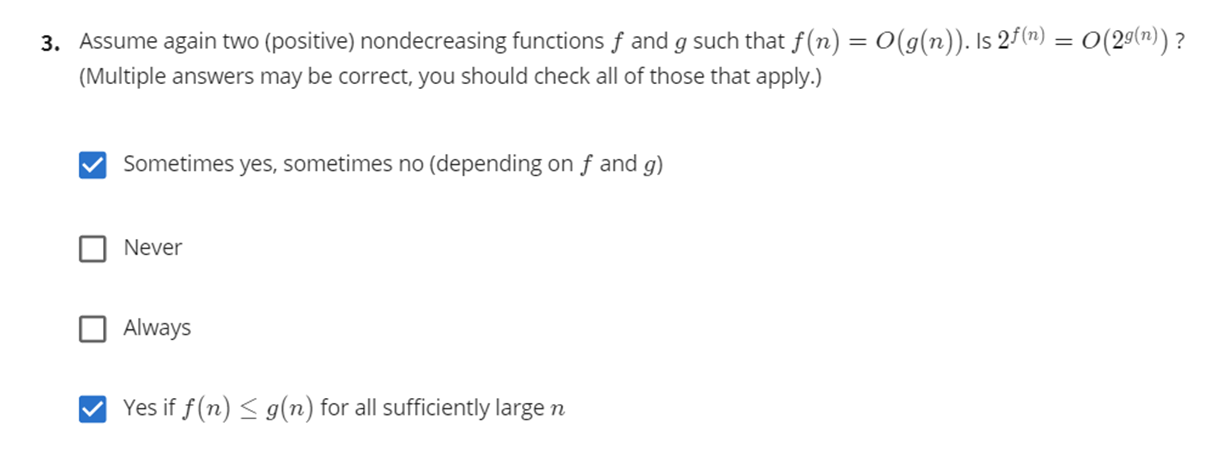 3. Assume again two (positive) nondecreasing functions f and g such that f(n) = O(g(n)). Is 2^{f(n)} = O(2^{g(n)}) ?
(Multiple answers may be correct, you should check all of those that apply.)
Sometimes yes, sometimes no (depending on f and g)
Never
Always
Yes if f(n) ≤ g(n) for all sufficiently large n